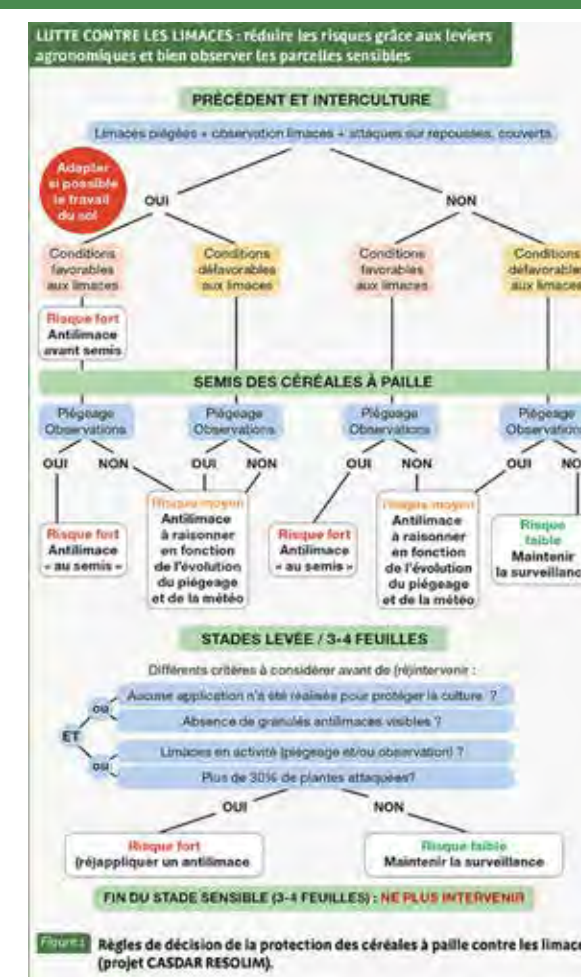 LUTTE CONTRE LES LIMACES : réduire les risques grâce aux leviers
agronomiques et bien observer les parcelles sensibles
PRÉCÉDENT ET INTERCULTURE
Limaces piégées + observation limaces + attaques sur repousses, couverts
Adapter
si possible
le travail
du sol
OUI
NON
Conditions
favorables
aux limaces
Conditions
défavorables
aux limaces
Conditions
favorables
aux limaces
Conditions
défavorables
aux limaces
Risque fort
Antilimace
avant semis
SEMIS DES CÉRÉALES À PAILLE
Piégeage
Observations
Piégeage
Observations
Piégeage
Observations
Piégeage
Observations
OUI NON
OUI NON
OUI NON
OUI NO
Risque fort
Antilimace
« au semis »
Risque moyen
Antilimace
à raisonner
en fonction
de l'évolution
du piégeage
et de la météo
Risque fort
Antilimace
« au semis »
Risque moyen
Antilimace
à raisonner
en fonction
de l'évolution
du piégeage
et de la météo
Risque
faible
Maintenir
la surveillanc
STADES LEVÉE / 3-4 FEUILLES
Différents critères à considérer avant de (ré)intervenir :
Aucune application n'a été réalisée pour protéger la culture ?
ou
Absence de granulés antilimaces visibles ?
ET
Limaces en activité (piégeage et/ou observation) ?
ou
Plus de 30% de plantes attaquées?
OUI
NON
Risque fort
(ré)appliquer un antilimace
Risque faible
Maintenir la surveillance
FIN DU STADE SENSIBLE (3-4 FEUILLES) : NE PLUS INTERVENIR
Règles de décision de la protection des céréales à paille contre les limace
(projet CASDAR RESOLIM).